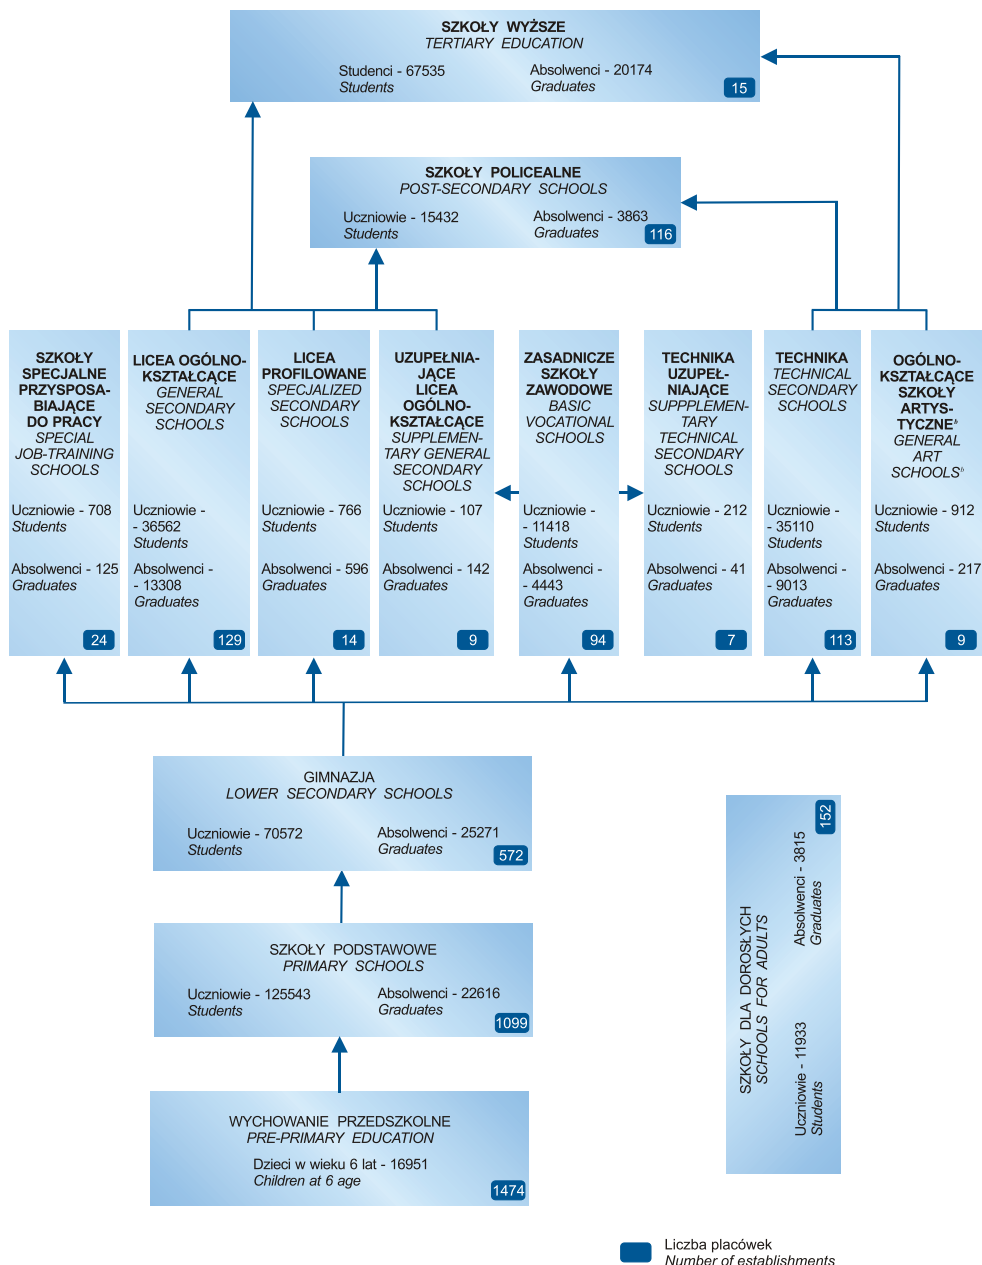 SZKOŁY WYŻSZE
TERTIARY EDUCATION
Studenci - 67535
Students
Absolwenci - 20174
Graduates
15
SZKOŁY POLICEALNE
POST-SECONDARY SCHOOLS
Uczniowie - 15432
Students
Absolwenci - 3863
Graduates
116
SZKOŁY
SPECJALNE
PRZYSPOSA-
BIAJĄCE
DO PRACY
SPECIAL
JOB-TRAINING
SCHOOLS
Uczniowie - 708
Students
Absolwenci - 125
Graduates
24
LICEA OGÓLNO-
KSZTAŁCĄCE
GENERAL
SECONDARY
SCHOOLS
Uczniowie -
- 36562
Students
Absolwenci -
- 13308
Graduates
129
LICEA
PROFILOWANE
SPECJALIZED
SECONDARY
SCHOOLS
Uczniowie - 766
Students
Absolwenci - 596
Graduates
14
UZUPEŁNIA-
JĄCE
LICEA
OGÓLNO-
KSZTAŁCĄCE
SUPPLEMEN-
TARY GENERAL
SECONDARY
SCHOOLS
Uczniowie - 107
Students
Absolwenci - 142
Graduates
9
ZASADNICZE
SZKOŁY
ZAWODOWE
BASIC
VOCATIONAL
SCHOOLS
Uczniowie -
- 11418
Students
Absolwenci -
- 4443
Graduates
94
TECHNIKA
UZUPEŁ-
NIAJĄCE
SUPPPLEMEN-
TARY
TECHNICAL
SECONDARY
SCHOOLS
Uczniowie - 212
Students
Absolwenci - 41
Graduates
7
TECHNIKA
TECHNICAL
SECONDARY
SCHOOLS
Uczniowie -
- 35110
Students
Absolwenci -
- 9013
Graduates
113
OGÓLNO-
KSZTAŁCĄCE
SZKOŁY
ARTYS-
TYCZNEᵇ
GENERAL
ART
SCHOOLSᵇ
Uczniowie - 912
Students
Absolwenci - 217
Graduates
9
GIMNAZJA
LOWER SECONDARY SCHOOLS
Uczniowie - 70572
Students
Absolwenci - 25271
Graduates
572
SZKOŁY PODSTAWOWE
PRIMARY SCHOOLS
Uczniowie - 125543
Students
Absolwenci - 22616
Graduates
1099
WYCHOWANIE PRZEDSZKOLNE
PRE-PRIMARY EDUCATION
Dzieci w wieku 6 lat - 16951
Children at 6 age
1474
SZKOŁY DLA DOROSŁYCH
SCHOOLS FOR ADULTS
Uczniowie - 11933
Students
Absolwenci - 3815
Graduates
152
Liczba placówek
Number of establishments